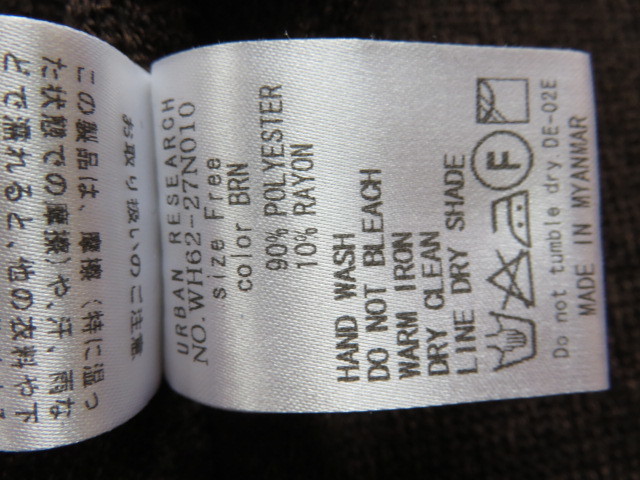 URBAN RESEARCH
NO.WH62-27N010
size Free
color BRN
90% POLYESTER
10% RAYON
HAND WASH
DO NOT BLEACH
WARM IRON
DRY CLEAN
LINE DRY SHADE
F
Do not tumble dry DE-02E
MADE IN MYANMAR
お取り扱いのご注意
この製品は、摩擦(特に湿っ
た状態での摩擦)や、汗、雨な
どで濡れると、他の衣料や下